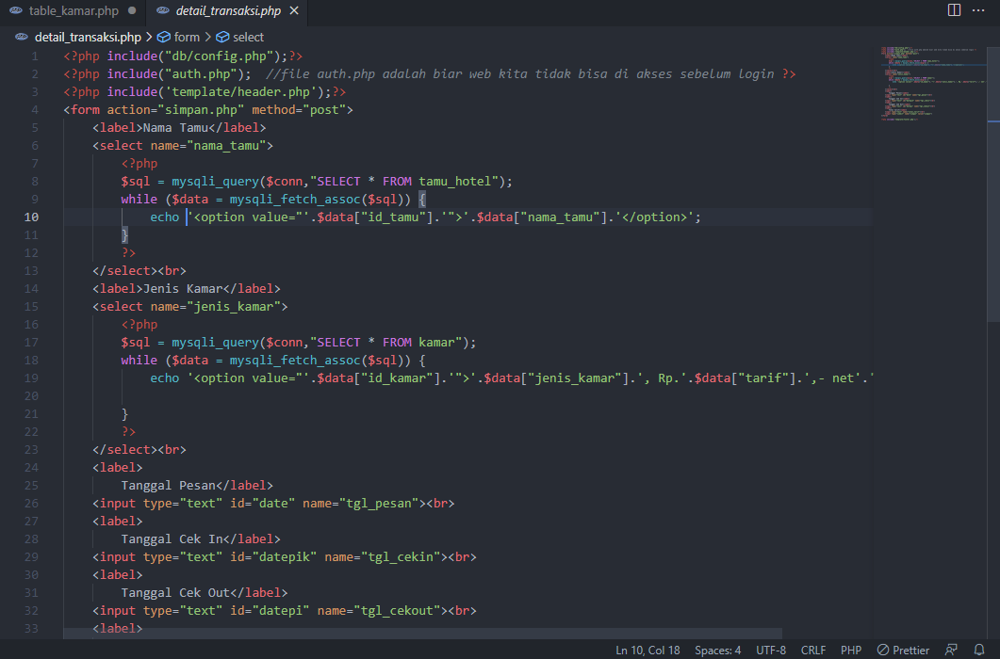 table_kamar.php
detail_transaksi.php
detail_transaksi.php > form > select
1 <?php include("db/config.php");?>
2 <?php include("auth.php");  //file auth.php adalah biar web kita tidak bisa di akses sebelum login ?>
3 <?php include('template/header.php');?>
4 <form action="simpan.php" method="post">
5     <label>Nama Tamu</label>
6     <select name="nama_tamu">
7         <?php
8         $sql = mysqli_query($conn,"SELECT * FROM tamu_hotel");
9         while ($data = mysqli_fetch_assoc($sql)) {
10             echo '<option value="'.$data["id_tamu"].'">'.$data["nama_tamu"].'</option>';
11         }
12         ?>
13     </select><br>
14     <label>Jenis Kamar</label>
15     <select name="jenis_kamar">
16         <?php
17         $sql = mysqli_query($conn,"SELECT * FROM kamar");
18         while ($data = mysqli_fetch_assoc($sql)) {
19             echo '<option value="'.$data["id_kamar"].'">'.$data["jenis_kamar"].', Rp.'.$data["tarif"].',- net'.'
20
21         }
22         ?>
23     </select><br>
24     <label>
25         Tanggal Pesan</label>
26     <input type="text" id="date" name="tgl_pesan"><br>
27     <label>
28         Tanggal Cek In</label>
29     <input type="text" id="datepik" name="tgl_cekin"><br>
30     <label>
31         Tanggal Cek Out</label>
32     <input type="text" id="datepi" name="tgl_cekout"><br>
33     <label>
Ln 10, Col 18 Spaces: 4 UTF-8 CRLF PHP Prettier